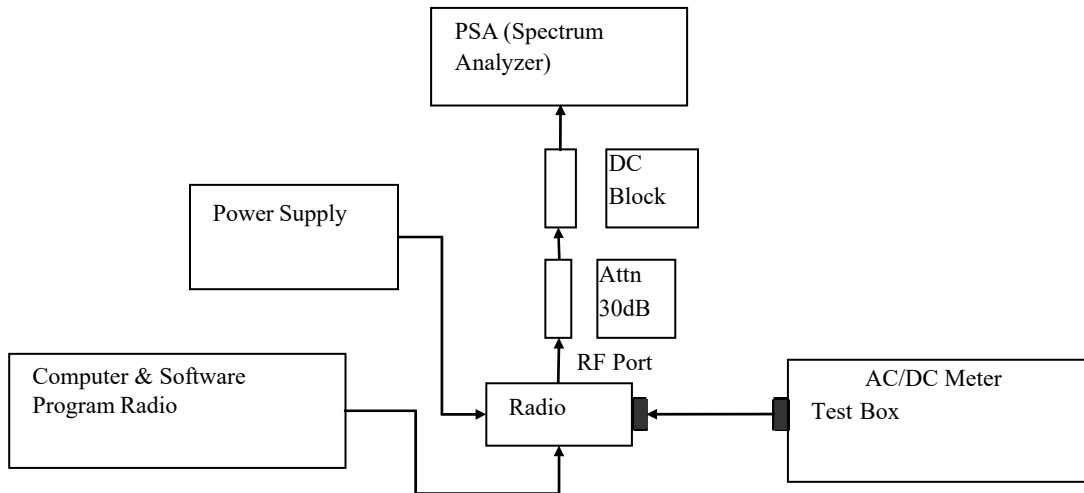 PSA (Spectrum
Analyzer)
DC
Block
Power Supply
Attn
30dB
RF Port
Computer & Software
Program Radio
Radio
AC/DC Meter
Test Box